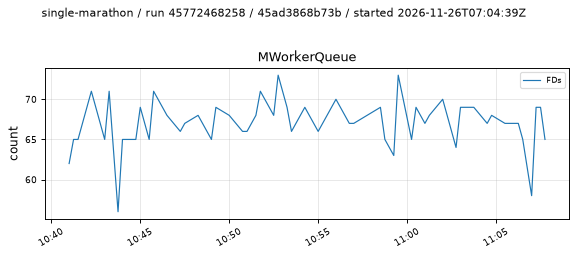 single-marathon / run 45772468258 / 45ad3868b73b / started 2026-11-26T07:04:39Z
MWorkerQueue
FDs
count
70
65
60
10:40
10:45
10:50
10:55
11:00
11:05